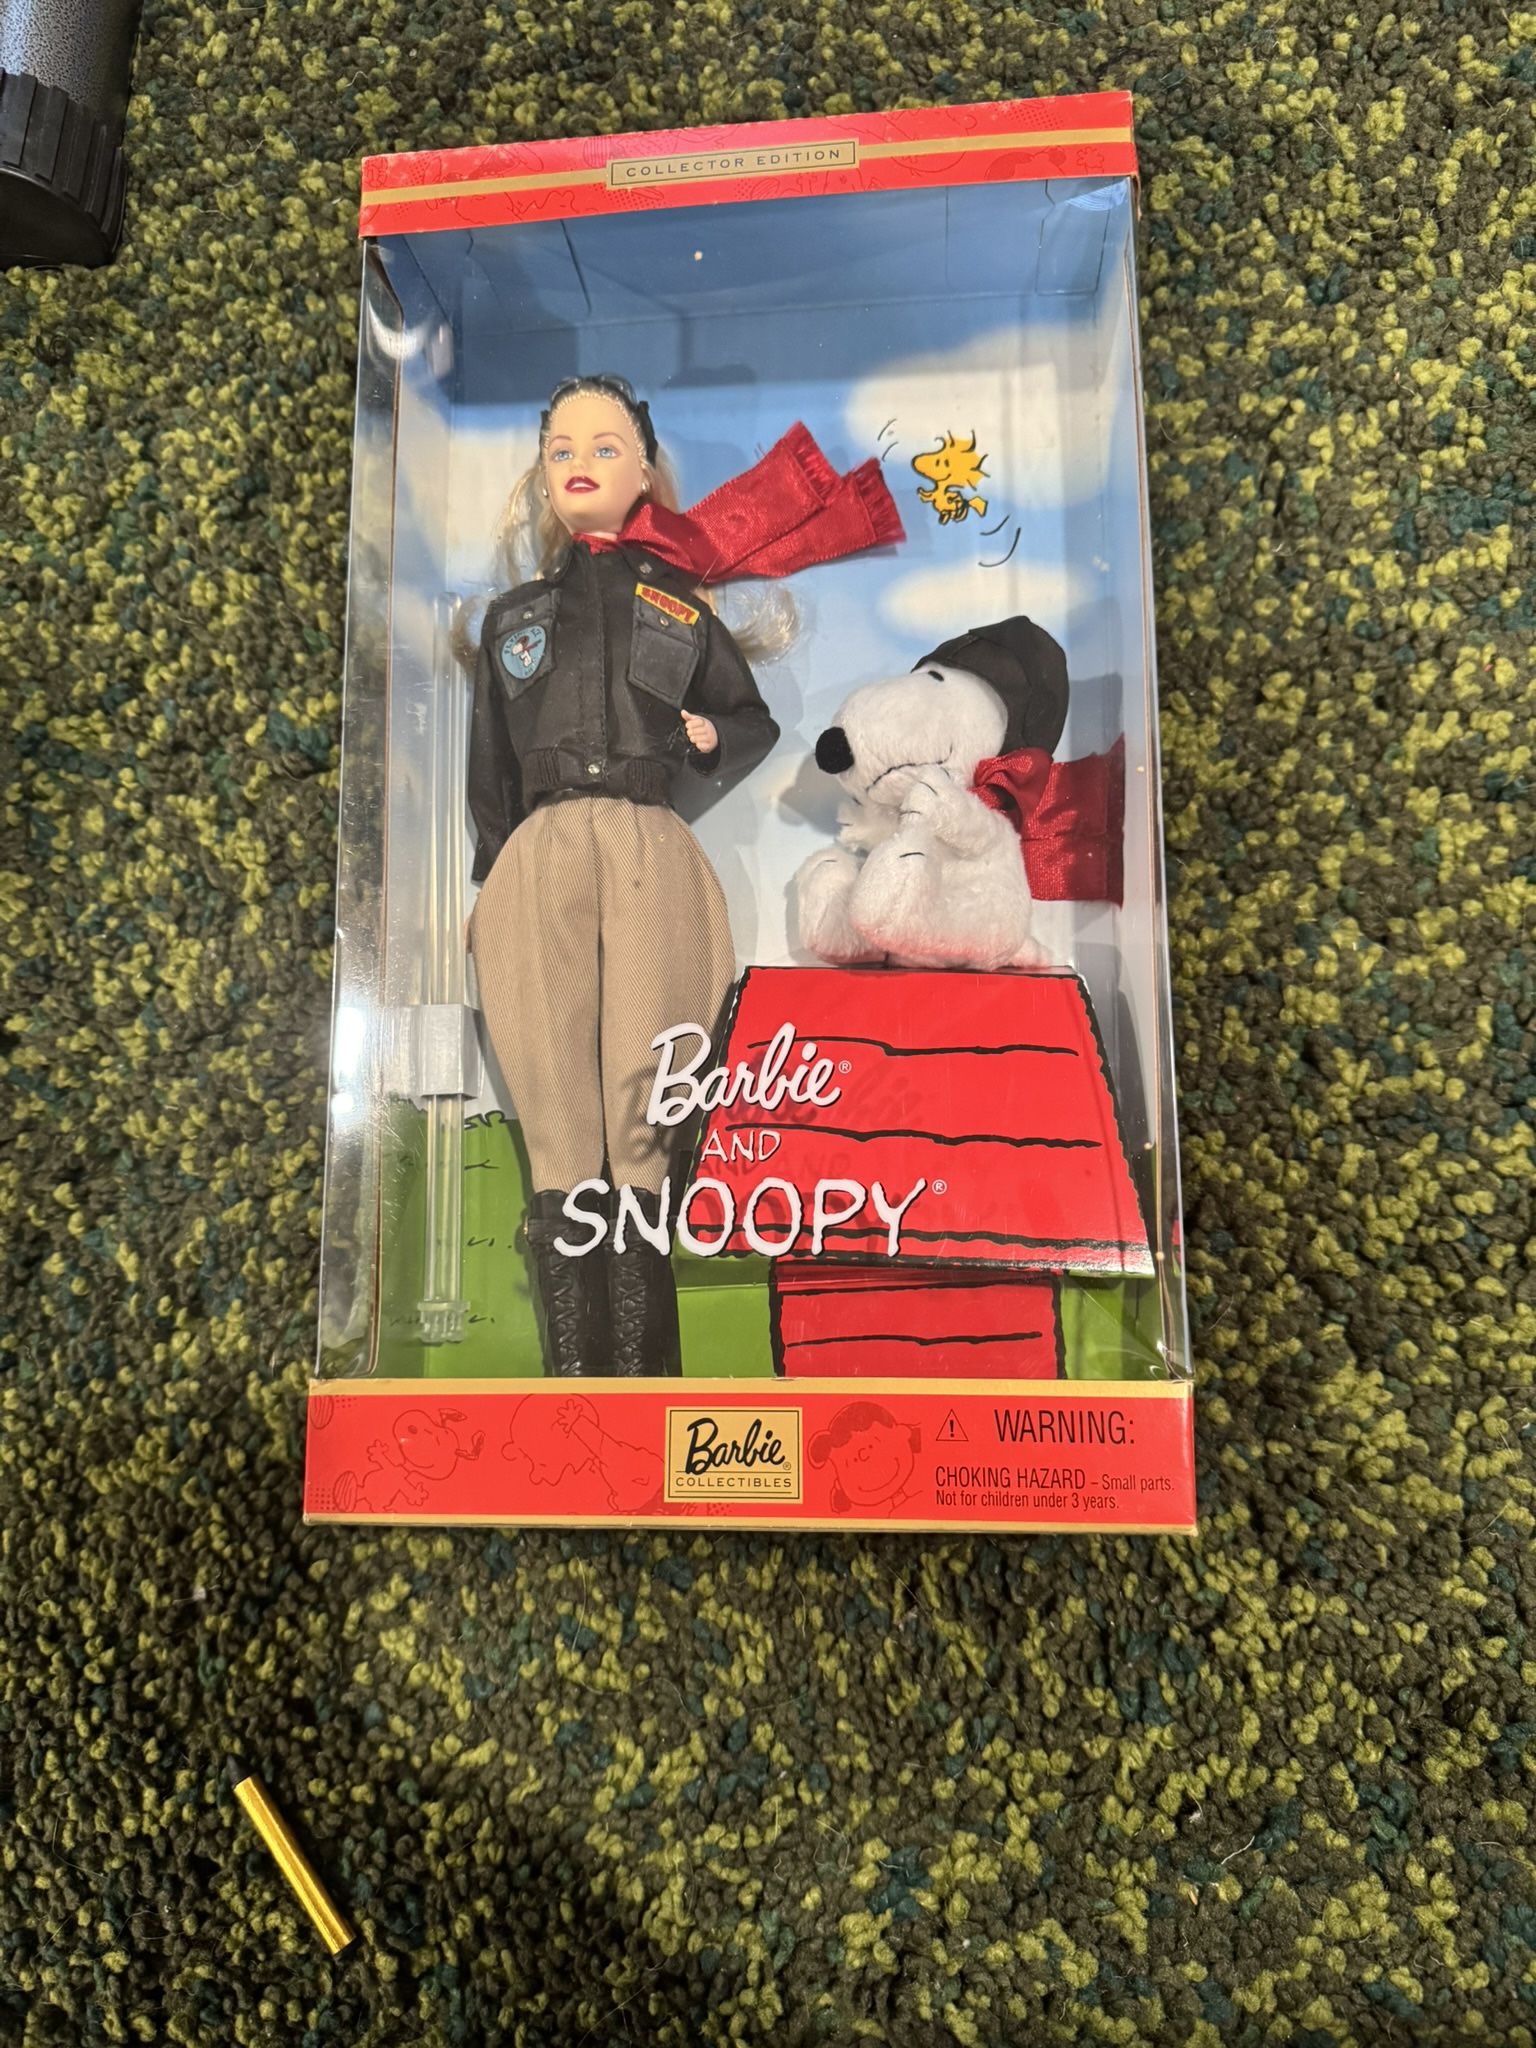 COLLECTOR EDITION
SNOOPY
Barbie®
AND
SNOOPY®
Barbie®
COLLECTIBLES
WARNING:
CHOKING HAZARD – Small parts.
Not for children under 3 years.